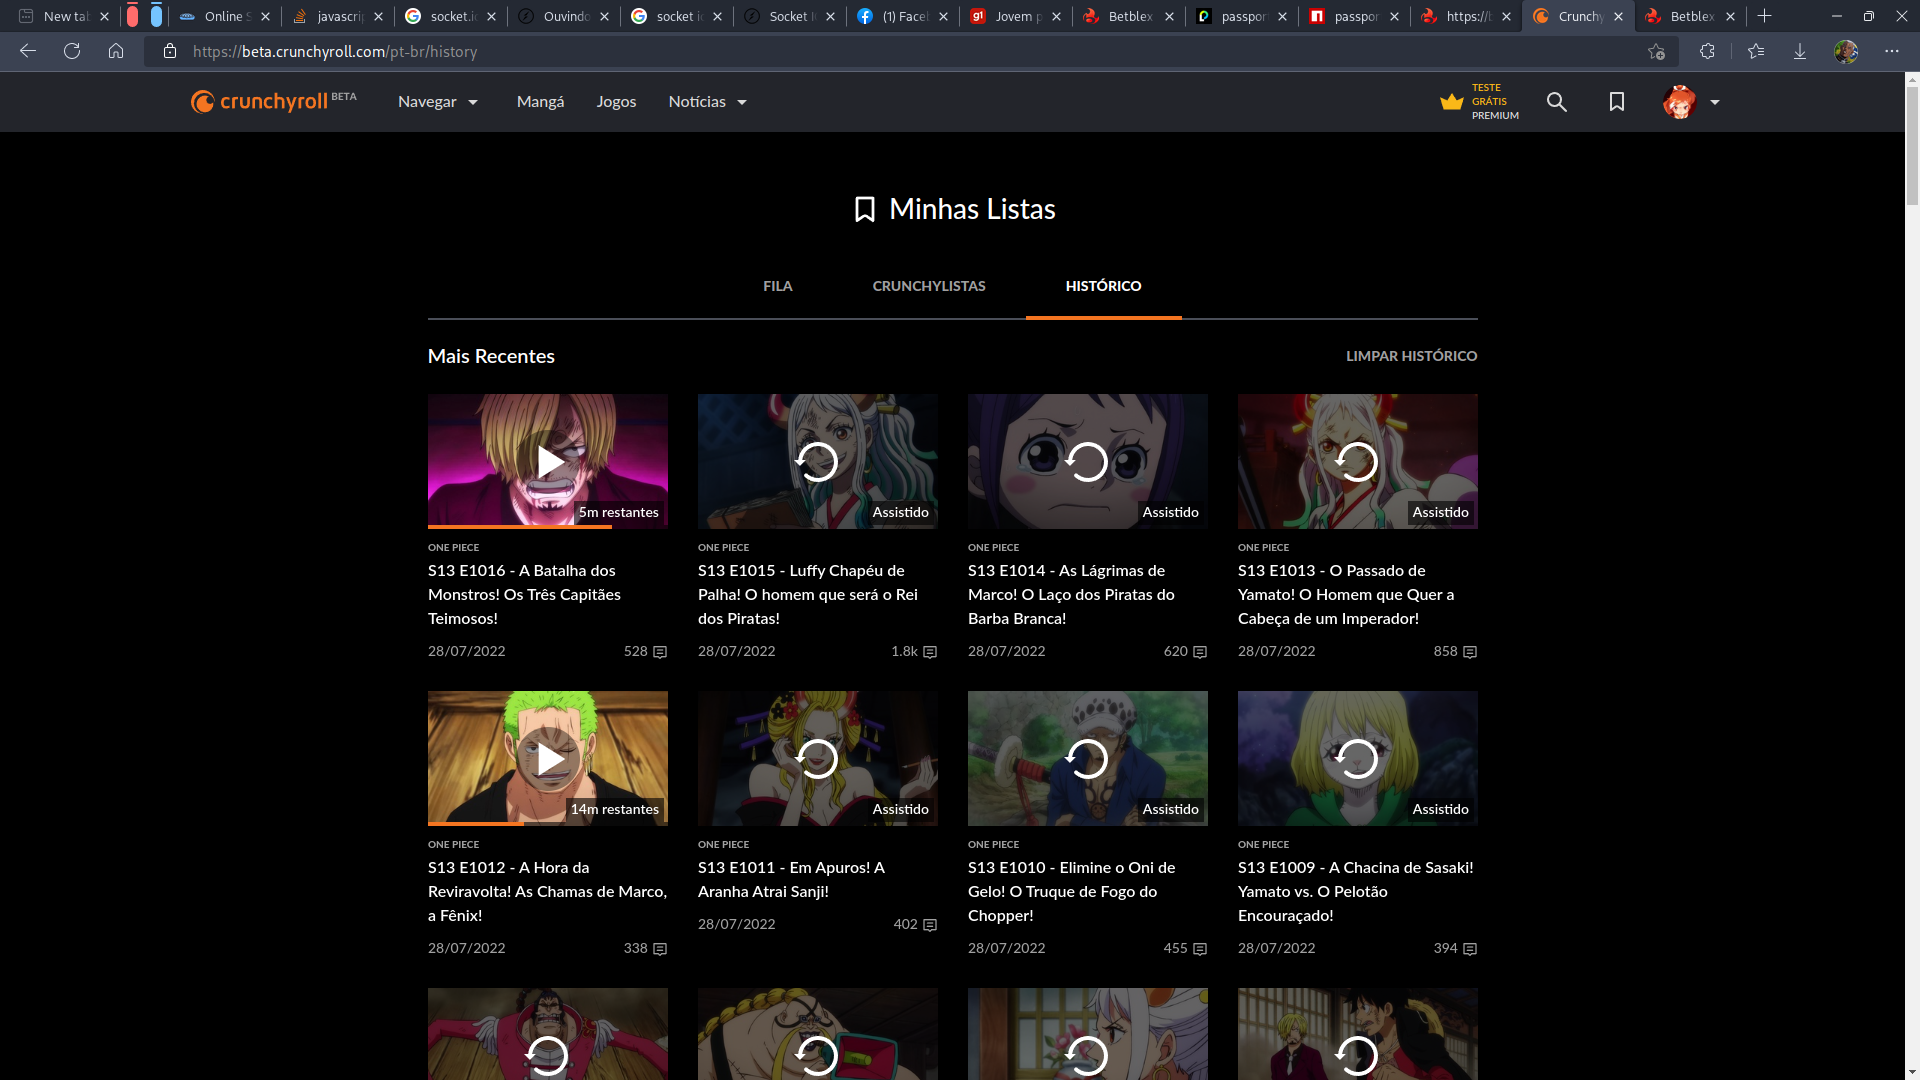 New tab
Online S
javascrip
socket.io
Ouvindo
socket io
Socket I
(1) Face
Jovem p
Betblex
passpor
passpor
https://b
Crunchy
Betblex
https://beta.crunchyroll.com/pt-br/history
crunchyroll BETA
Navegar
Mangá
Jogos
Notícias
TESTE
GRÁTIS
PREMIUM
Minhas Listas
FILA
CRUNCHYLISTAS
HISTÓRICO
Mais Recentes
LIMPAR HISTÓRICO
5m restantes
ONE PIECE
S13 E1016 - A Batalha dos
Monstros! Os Três Capitães
Teimosos!
28/07/2022
528
Assistido
ONE PIECE
S13 E1015 - Luffy Chapéu de
Palha! O homem que será o Rei
dos Piratas!
28/07/2022
1.8k
Assistido
ONE PIECE
S13 E1014 - As Lágrimas de
Marco! O Laço dos Piratas do
Barba Branca!
28/07/2022
620
Assistido
ONE PIECE
S13 E1013 - O Passado de
Yamato! O Homem que Quer a
Cabeça de um Imperador!
28/07/2022
858
14m restantes
ONE PIECE
S13 E1012 - A Hora da
Reviravolta! As Chamas de Marco,
a Fênix!
28/07/2022
338
Assistido
ONE PIECE
S13 E1011 - Em Apuros! A
Aranha Atrai Sanji!
28/07/2022
402
Assistido
ONE PIECE
S13 E1010 - Elimine o Oni de
Gelo! O Truque de Fogo do
Chopper!
28/07/2022
455
Assistido
ONE PIECE
S13 E1009 - A Chacina de Sasaki!
Yamato vs. O Pelotão
Encouraçado!
28/07/2022
394